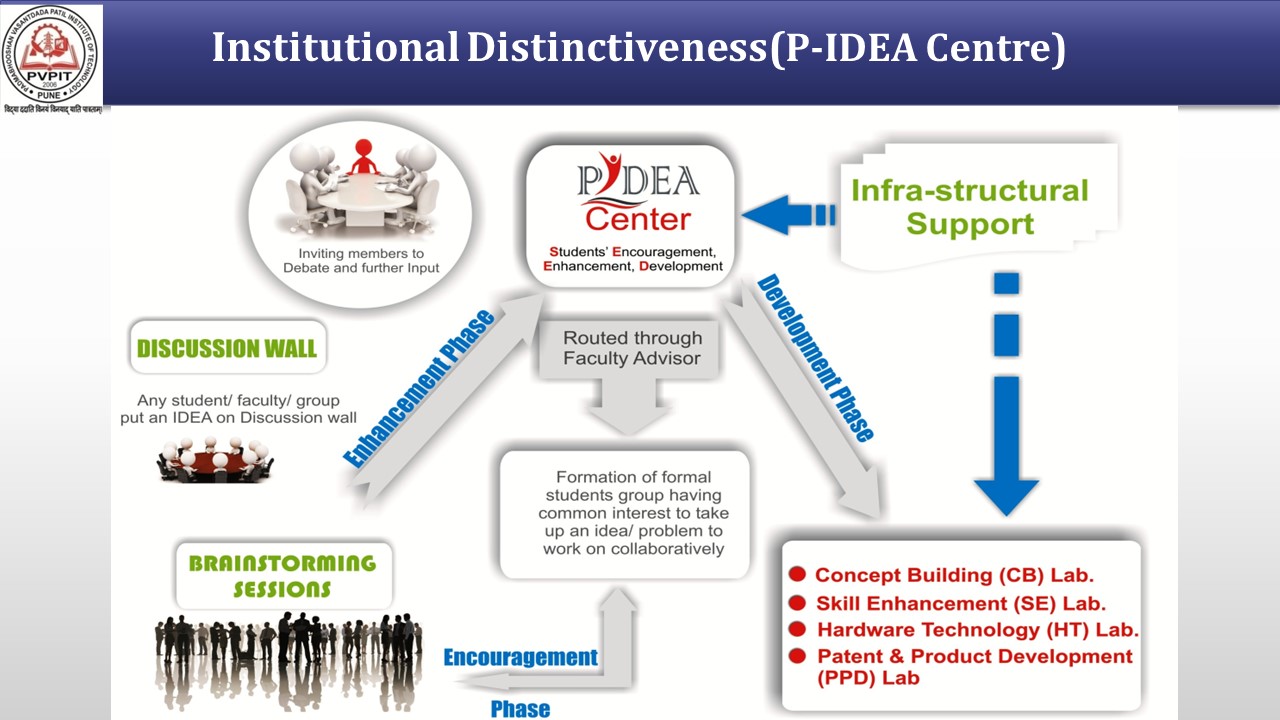 Institutional Distinctiveness(P-IDEA Centre)
PADMABHOOSHAN VASANTDADA PATIL INSTITUTE OF TECHNOLOGY
PVPIT
2006
• PUNE •
विद्या ददाति विनयं विनयाद् याति पात्रताम्
Inviting members to
Debate and further Input
P-IDEA
Center
Students' Encouragement,
Enhancement, Development
Infra-structural
Support
DISCUSSION WALL
Any student/ faculty/ group
put an IDEA on Discussion wall
Enhancement Phase
Routed through
Faculty Advisor
Development Phase
Formation of formal
students group having
common interest to take
up an idea/ problem to
work on collaboratively
BRAINSTORMING
SESSIONS
Encouragement
Phase
Concept Building (CB) Lab.
Skill Enhancement (SE) Lab.
Hardware Technology (HT) Lab.
Patent & Product Development
(PPD) Lab